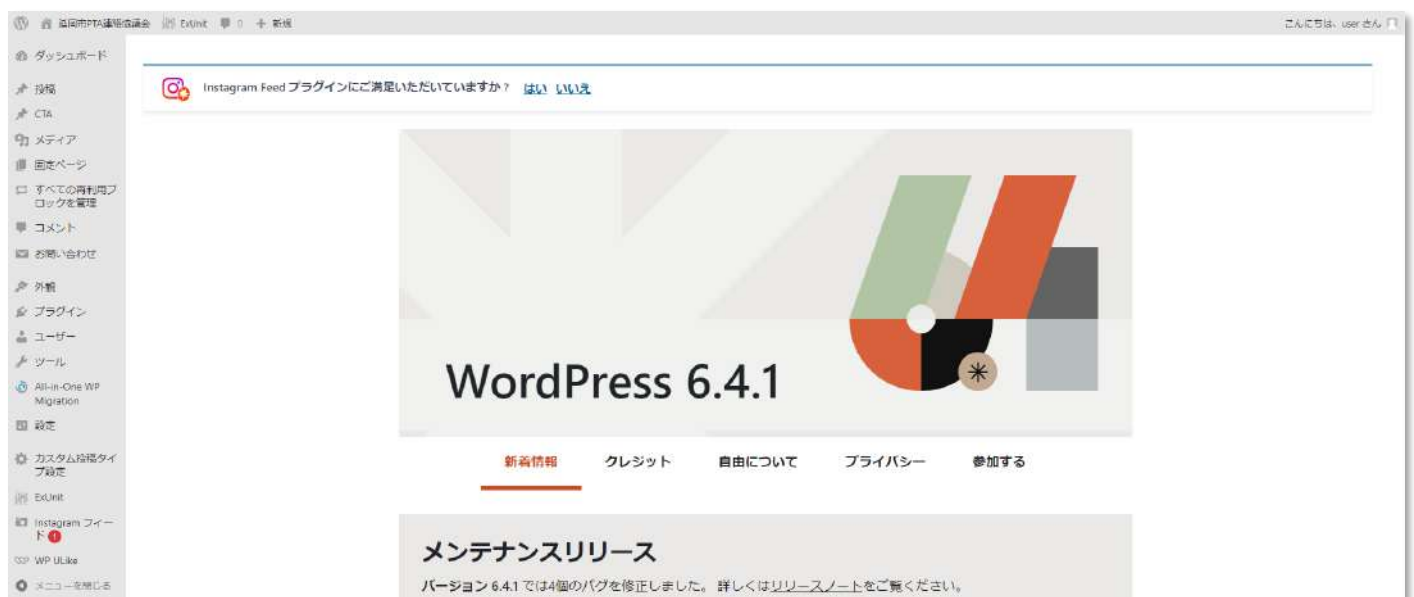 ExUnit 0 新規
こんにちは、user さん
ダッシュボード
Instagram Feed プラグインにご満足いただいていますか？ はい いいえ
投稿
CTA
メディア
固定ページ
すべての再利用ブ
ロックを管理
コメント
お問い合わせ
外観
プラグイン
ユーザー
ツール
All-in-One WP
Migration
設定
カスタム投稿タイ
プ設定
ExUnit
Instagram フィー
ド
WP ULike
メニューを閉じる
WordPress 6.4.1
新着情報 クレジット 自由について プライバシー 参加する
メンテナンスリリース
バージョン 6.4.1 では4個のバグを修正しました。 詳しくはリリースノートをご覧ください。